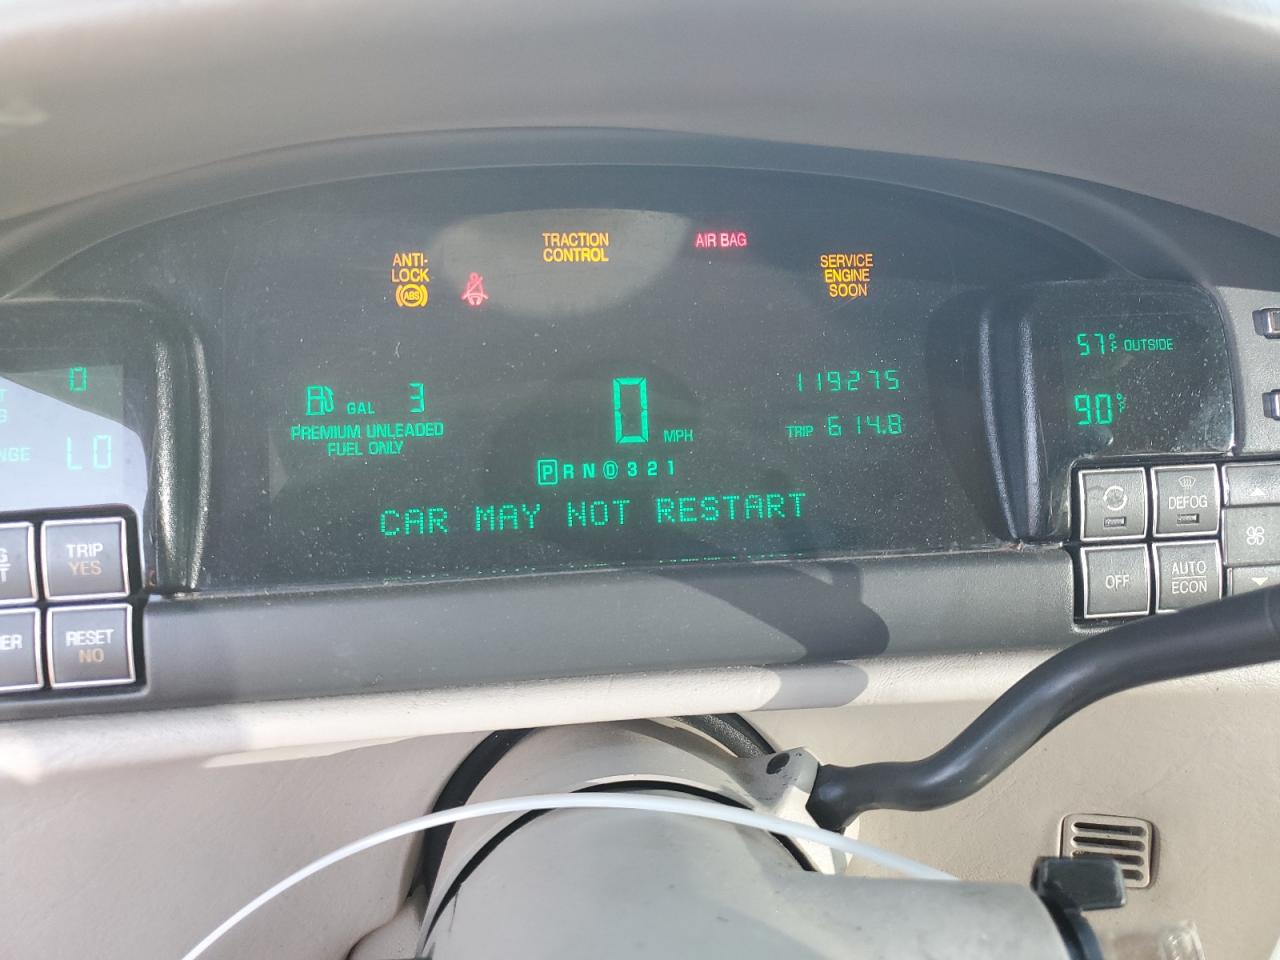 TRACTION
CONTROL
AIR BAG
ANTI-
LOCK
ABS
SERVICE
ENGINE
SOON
57°F OUTSIDE
90°F
0
LO
GAL 3
PREMIUM UNLEADED
FUEL ONLY
0 MPH
119275
TRIP 614.8
P R N D 3 2 1
CAR MAY NOT RESTART
TRIP
YES
RESET
NO
DEFOG
OFF
AUTO
ECON